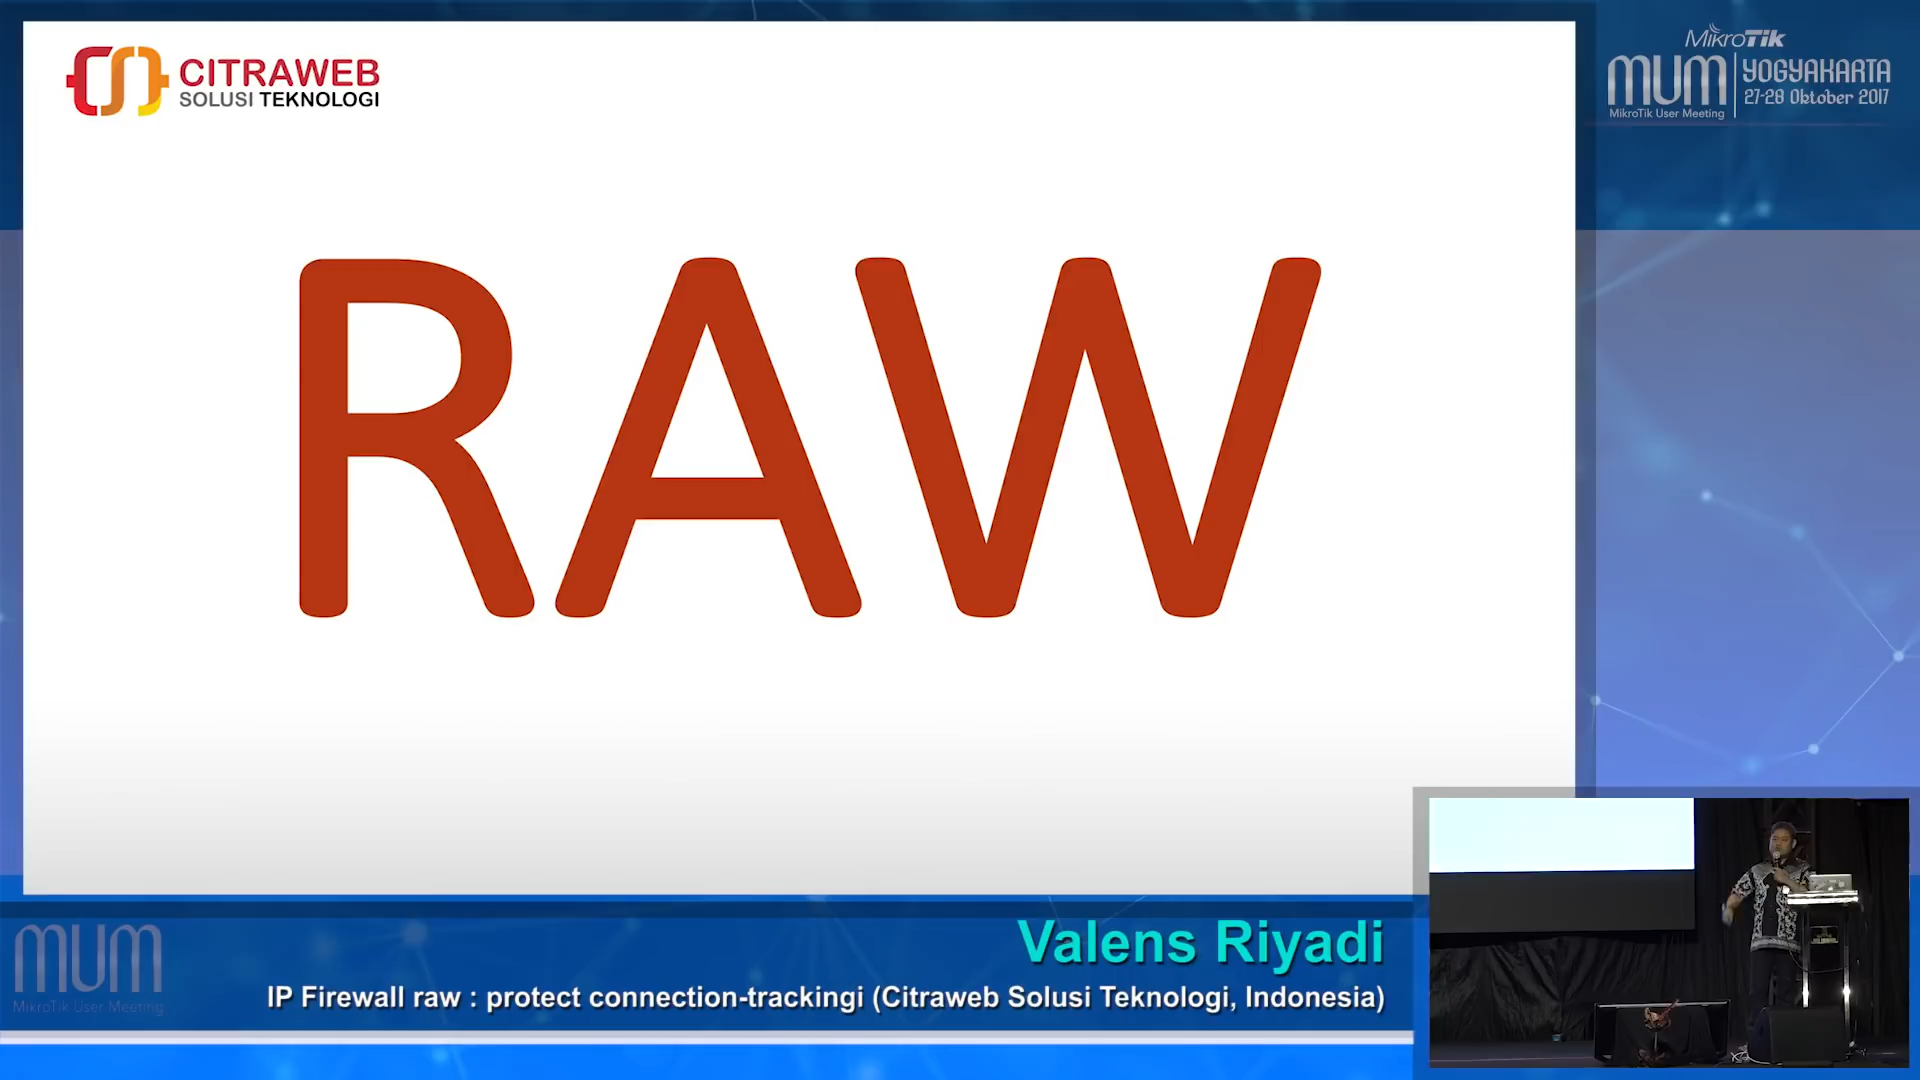 CITRAWEB
SOLUSI TEKNOLOGI
MikroTik
MUM
MikroTik User Meeting
YOGYAKARTA
27-28 Oktober 2017
RAW
Valens Riyadi
IP Firewall raw : protect connection-trackingi (Citraweb Solusi Teknologi, Indonesia)
MUM
MikroTik User Meeting